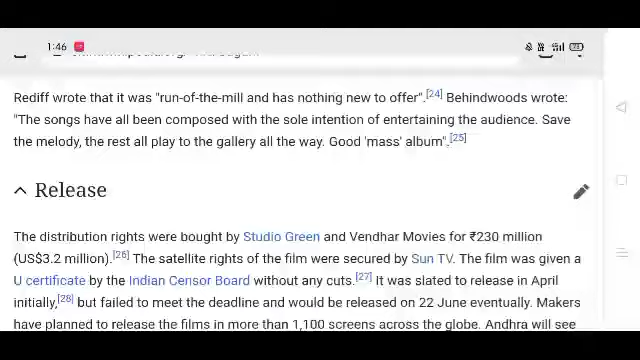 1:46
Rediff wrote that it was "run-of-the-mill and has nothing new to offer".[24] Behindwoods wrote:
"The songs have all been composed with the sole intention of entertaining the audience. Save
the melody, the rest all play to the gallery all the way. Good 'mass' album".[25]
Release
The distribution rights were bought by Studio Green and Vendhar Movies for ₹230 million
(US$3.2 million).[26] The satellite rights of the film were secured by Sun TV. The film was given a
U certificate by the Indian Censor Board without any cuts.[27] It was slated to release in April
initially,[28] but failed to meet the deadline and would be released on 22 June eventually. Makers
have planned to release the films in more than 1,100 screens across the globe. Andhra will see